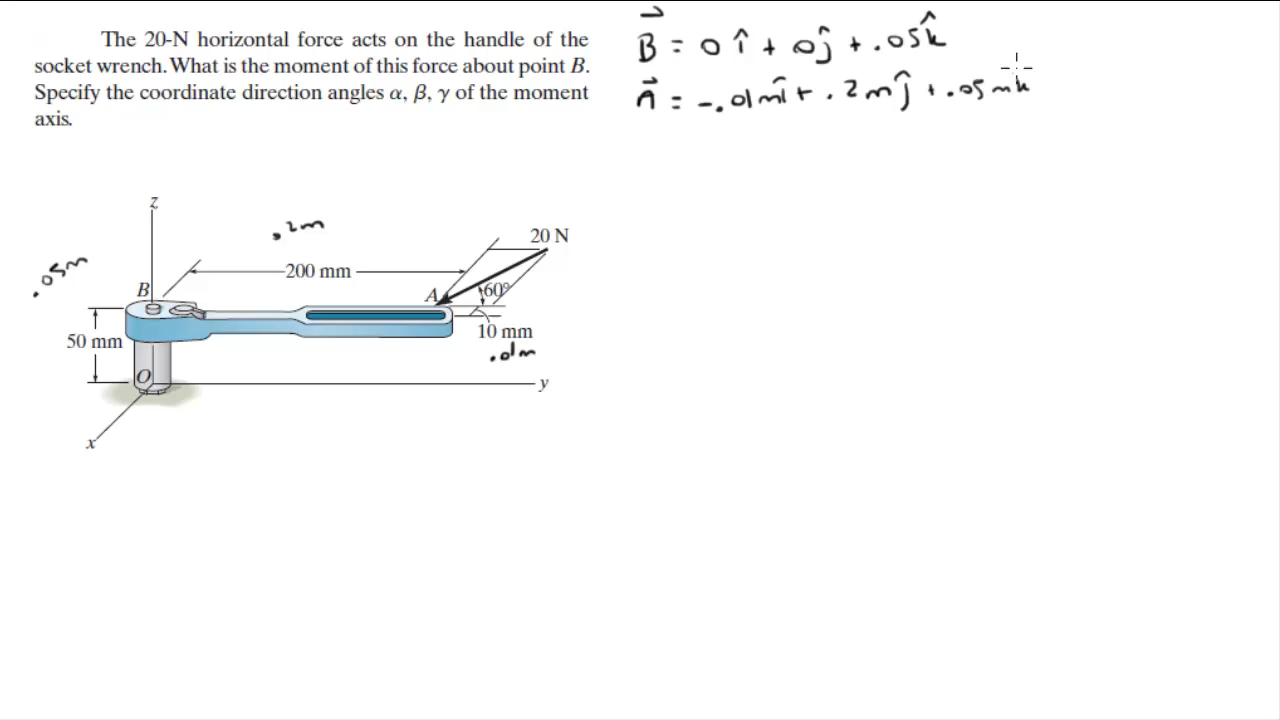 The 20-N horizontal force acts on the handle of the
socket wrench. What is the moment of this force about point B.
Specify the coordinate direction angles α, β, γ of the moment
axis.
B⃗ = 0 î + 0ĵ + .05k̂
A⃗ = -.01mî + .2mĵ + .05mk
z
.2m
20 N
.05m
200 mm
B
A
60°
50 mm
10 mm
.01m
O
y
x